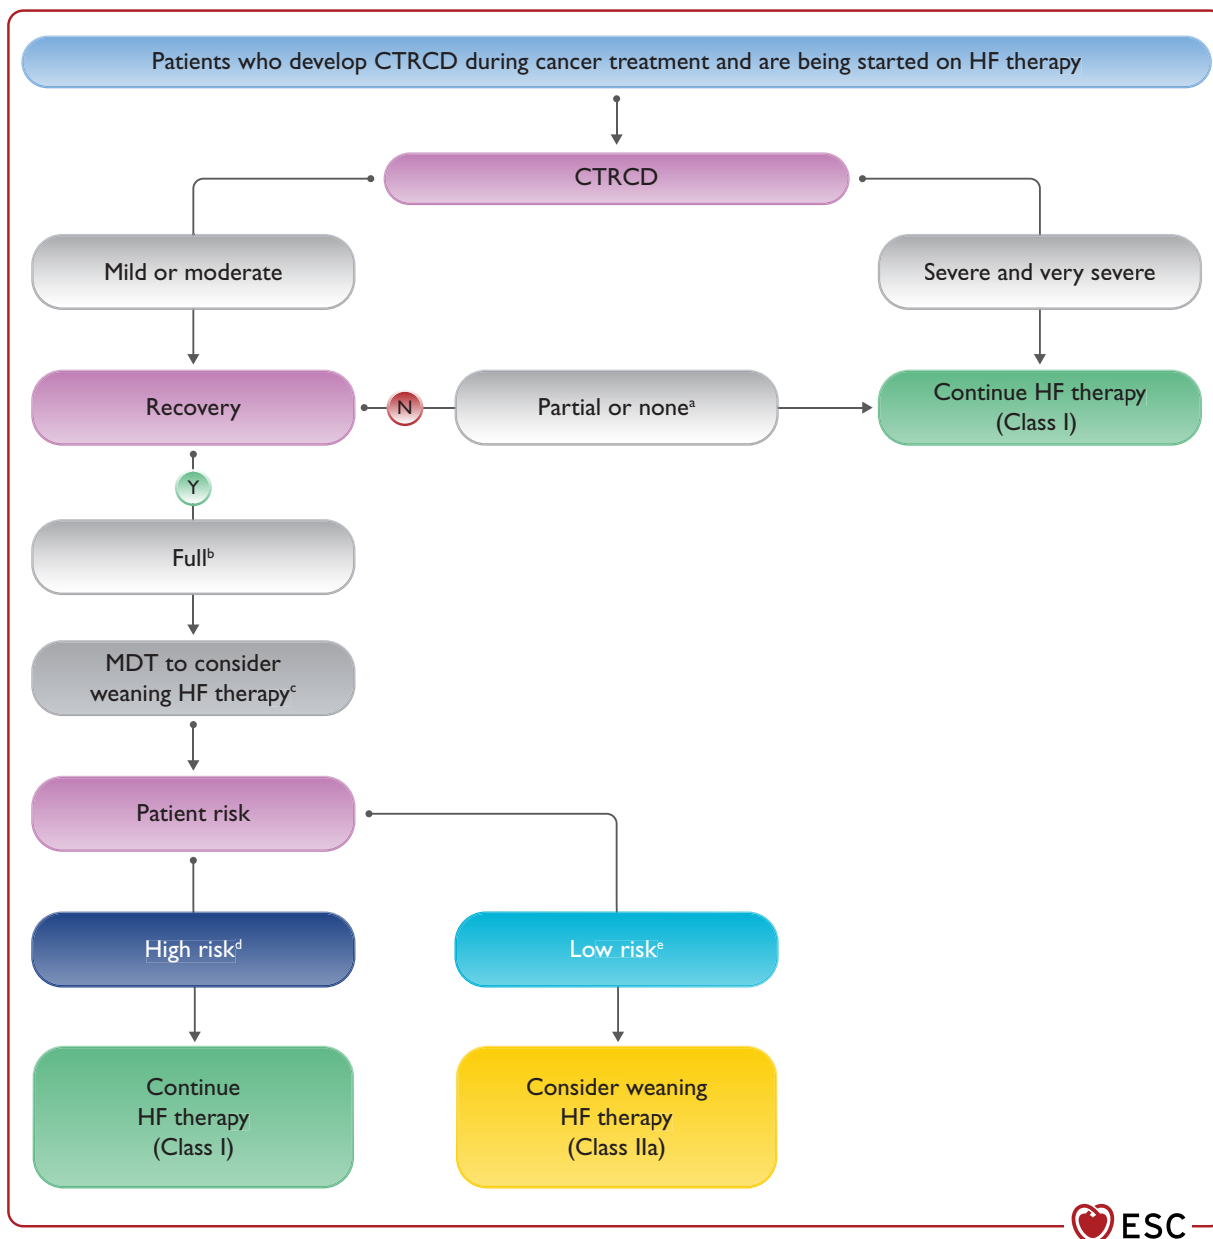 Patients who develop CTRCD during cancer treatment and are being started on HF therapy
CTRCD
Mild or moderate
Severe and very severe
Recovery
N
Partial or noneᵃ
Continue HF therapy
(Class I)
Y
Fullᵇ
MDT to consider
weaning HF therapyᶜ
Patient risk
High riskᵈ
Low riskᵉ
Continue
HF therapy
(Class I)
Consider weaning
HF therapy
(Class IIa)
ESC